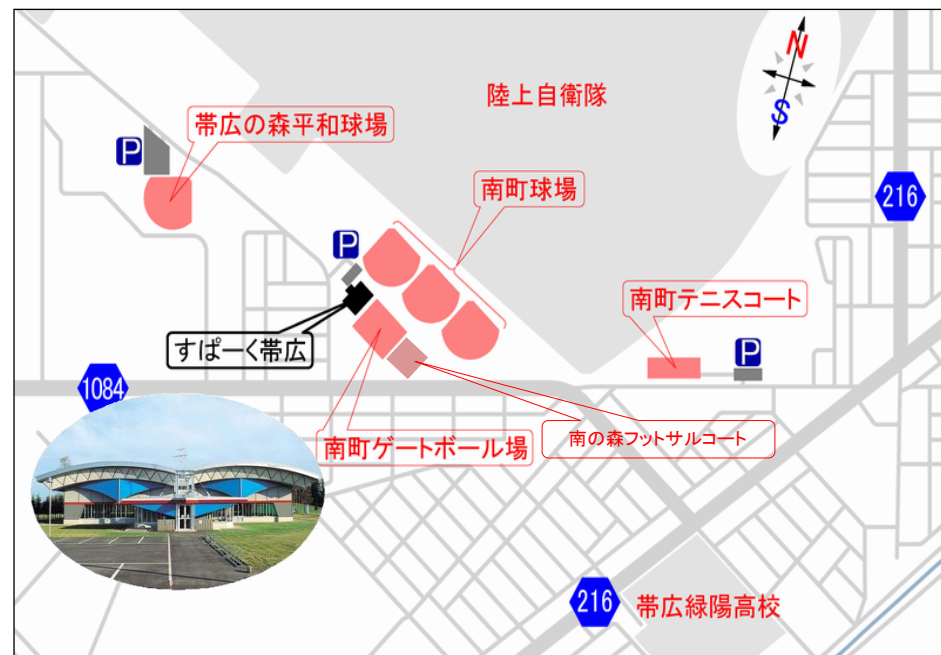 N
S
陸上自衛隊
帯広の森平和球場
P
南町球場
216
P
南町テニスコート
すぱーく帯広
P
1084
南町ゲートボール場
南の森フットサルコート
216
帯広緑陽高校